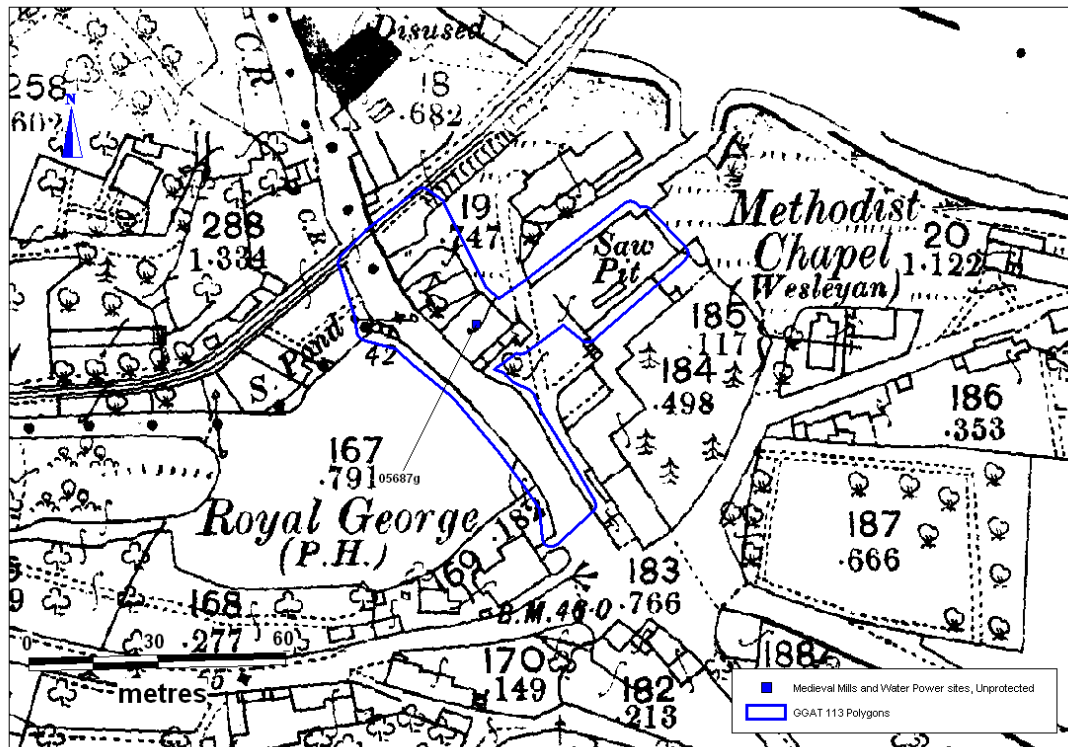 Disused
C R
258
18
.682
N
288
1.334
C.R
19
.747
Saw
Pit
Methodist
Chapel
(Wesleyan)
20
1.122
S. Pond
42
185
.117
184
.498
186
.353
167
.791
05687g
Royal George
(P.H.)
187
.666
169
183
.766
B.M.46.0
168
.277
0 30 60
metres
170
.149
182
.213
188
Medieval Mills and Water Power sites, Unprotected
GGAT 113 Polygons